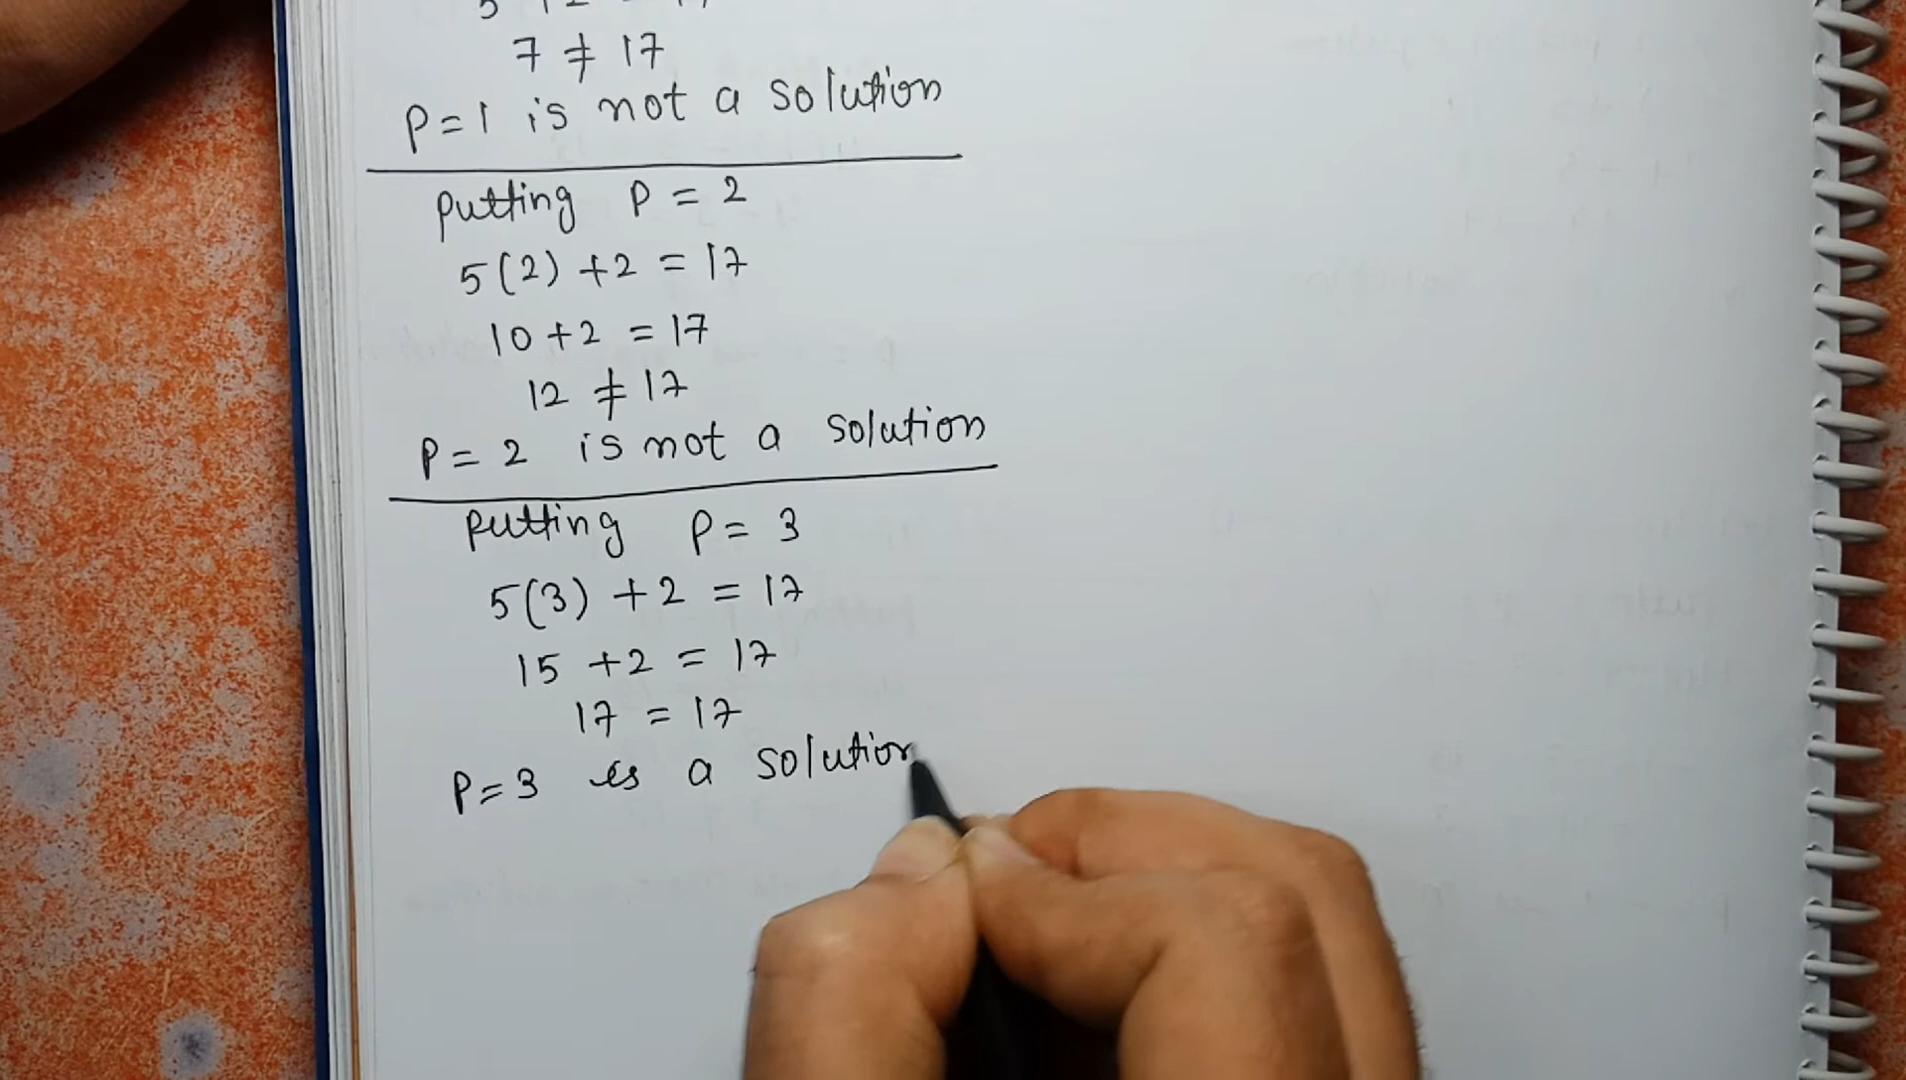 7 ≠ 17
P=1 is not a solution
putting P = 2
5(2) +2 = 17
10 +2 = 17
12 ≠ 17
P = 2 is not a solution
putting P = 3
5(3) +2 = 17
15 +2 = 17
17 = 17
P=3 is a solution